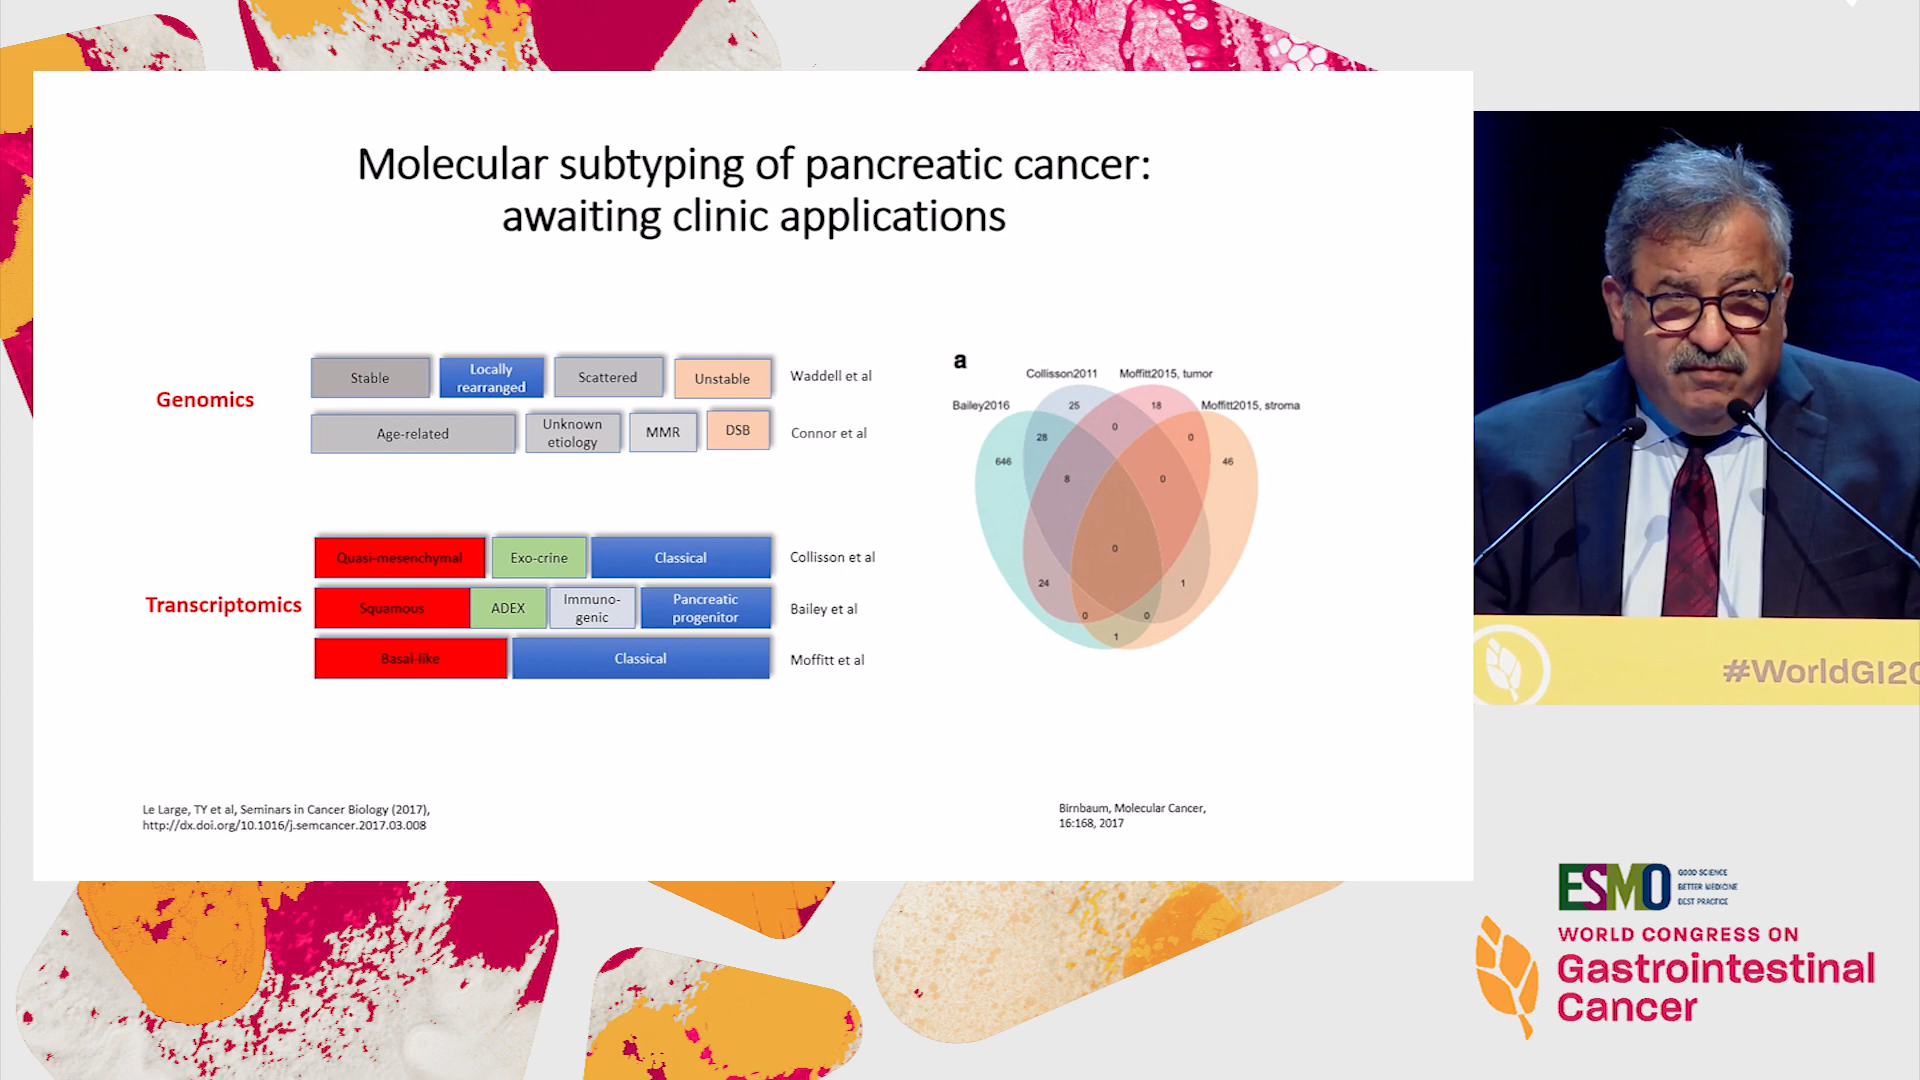 Molecular subtyping of pancreatic cancer:
awaiting clinic applications
Genomics
Stable
Locally
rearranged
Scattered
Unstable
Waddell et al
Age-related
Unknown
etiology
MMR
DSB
Connor et al
Transcriptomics
Quasi-mesenchymal
Exo-crine
Classical
Collisson et al
Squamous
ADEX
Immuno-
genic
Pancreatic
progenitor
Bailey et al
Basal-like
Classical
Moffitt et al
a
Collisson2011
Moffitt2015, tumor
Bailey2016
Moffitt2015, stroma
25
18
0
28
0
646
46
8
0
0
24
1
0
0
1
Le Large, TY et al, Seminars in Cancer Biology (2017),
http://dx.doi.org/10.1016/j.semcancer.2017.03.008
Birnbaum, Molecular Cancer,
16:168, 2017
#WorldGI20
ESMO
GOOD SCIENCE
BETTER MEDICINE
BEST PRACTICE
WORLD CONGRESS ON
Gastrointestinal
Cancer